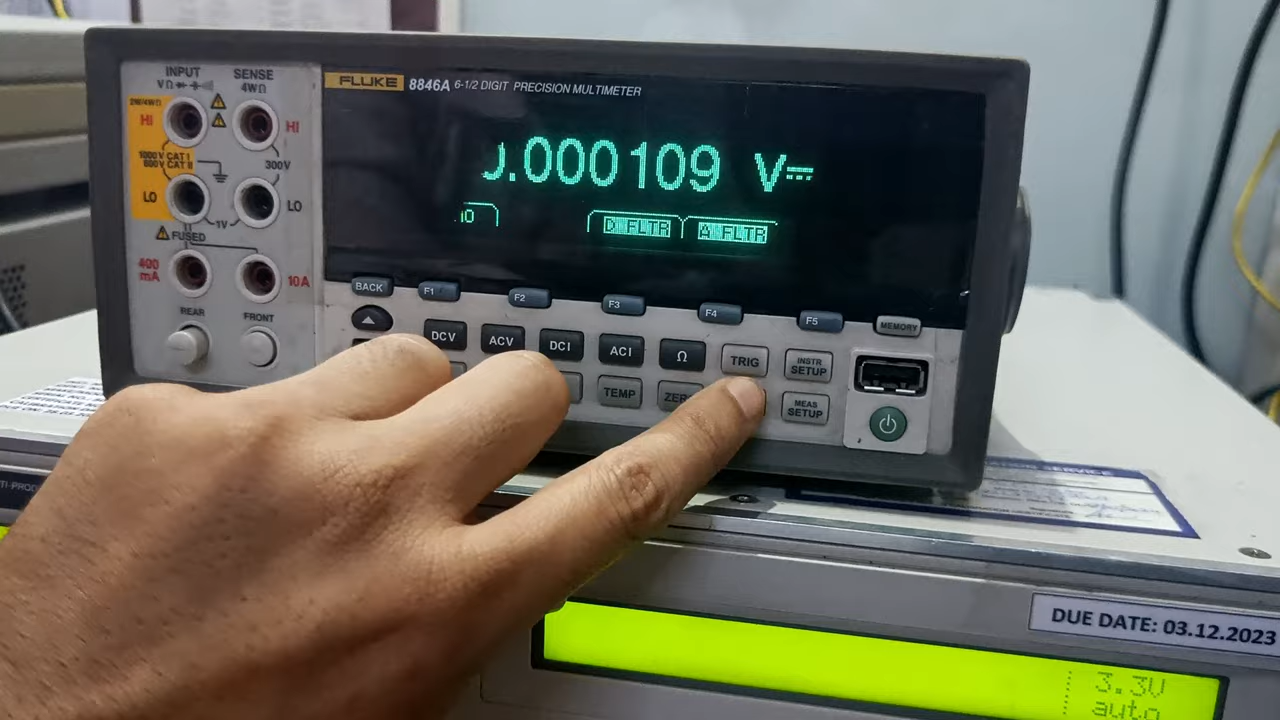 INPUT
VΩ
SENSE
4WΩ
FLUKE 8846A 6-1/2 DIGIT PRECISION MULTIMETER
2W/4WΩ
HI
HI
1000V CAT I
600V CAT II
300V
LO
LO
1V
FUSED
400
mA
10A
REAR
FRONT
.000109 V
10
D FLTR
A FLTR
BACK
F1
F2
F3
F4
F5
MEMORY
DCV
ACV
DCI
ACI
Ω
TRIG
INSTR
SETUP
TEMP
MEAS
SETUP
DUE DATE: 03.12.2023
3.3V
auto